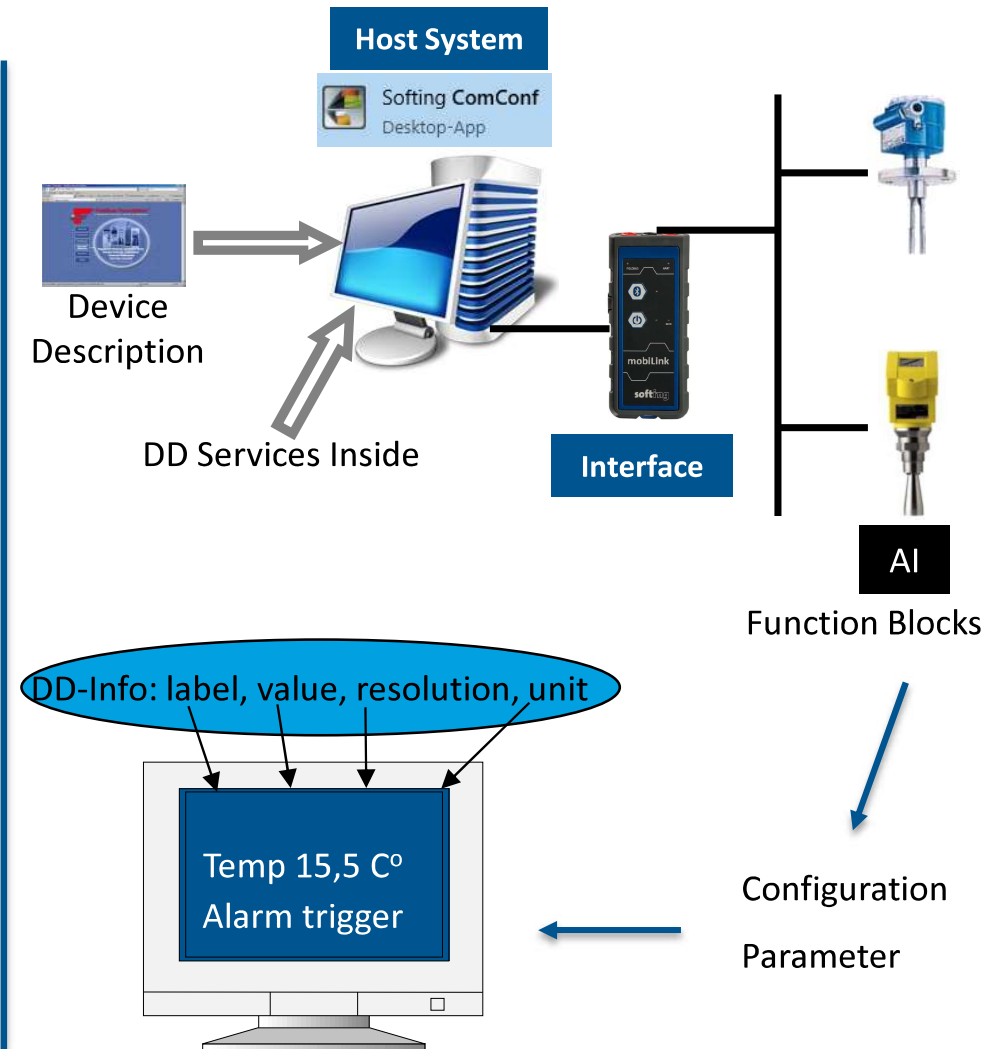 Host System
Softing ComConf
Desktop-App
Device
Description
DD Services Inside
mobiLink
softing
Interface
AI
Function Blocks
DD-Info: label, value, resolution, unit
Temp 15,5 Cº
Alarm trigger
Configuration
Parameter